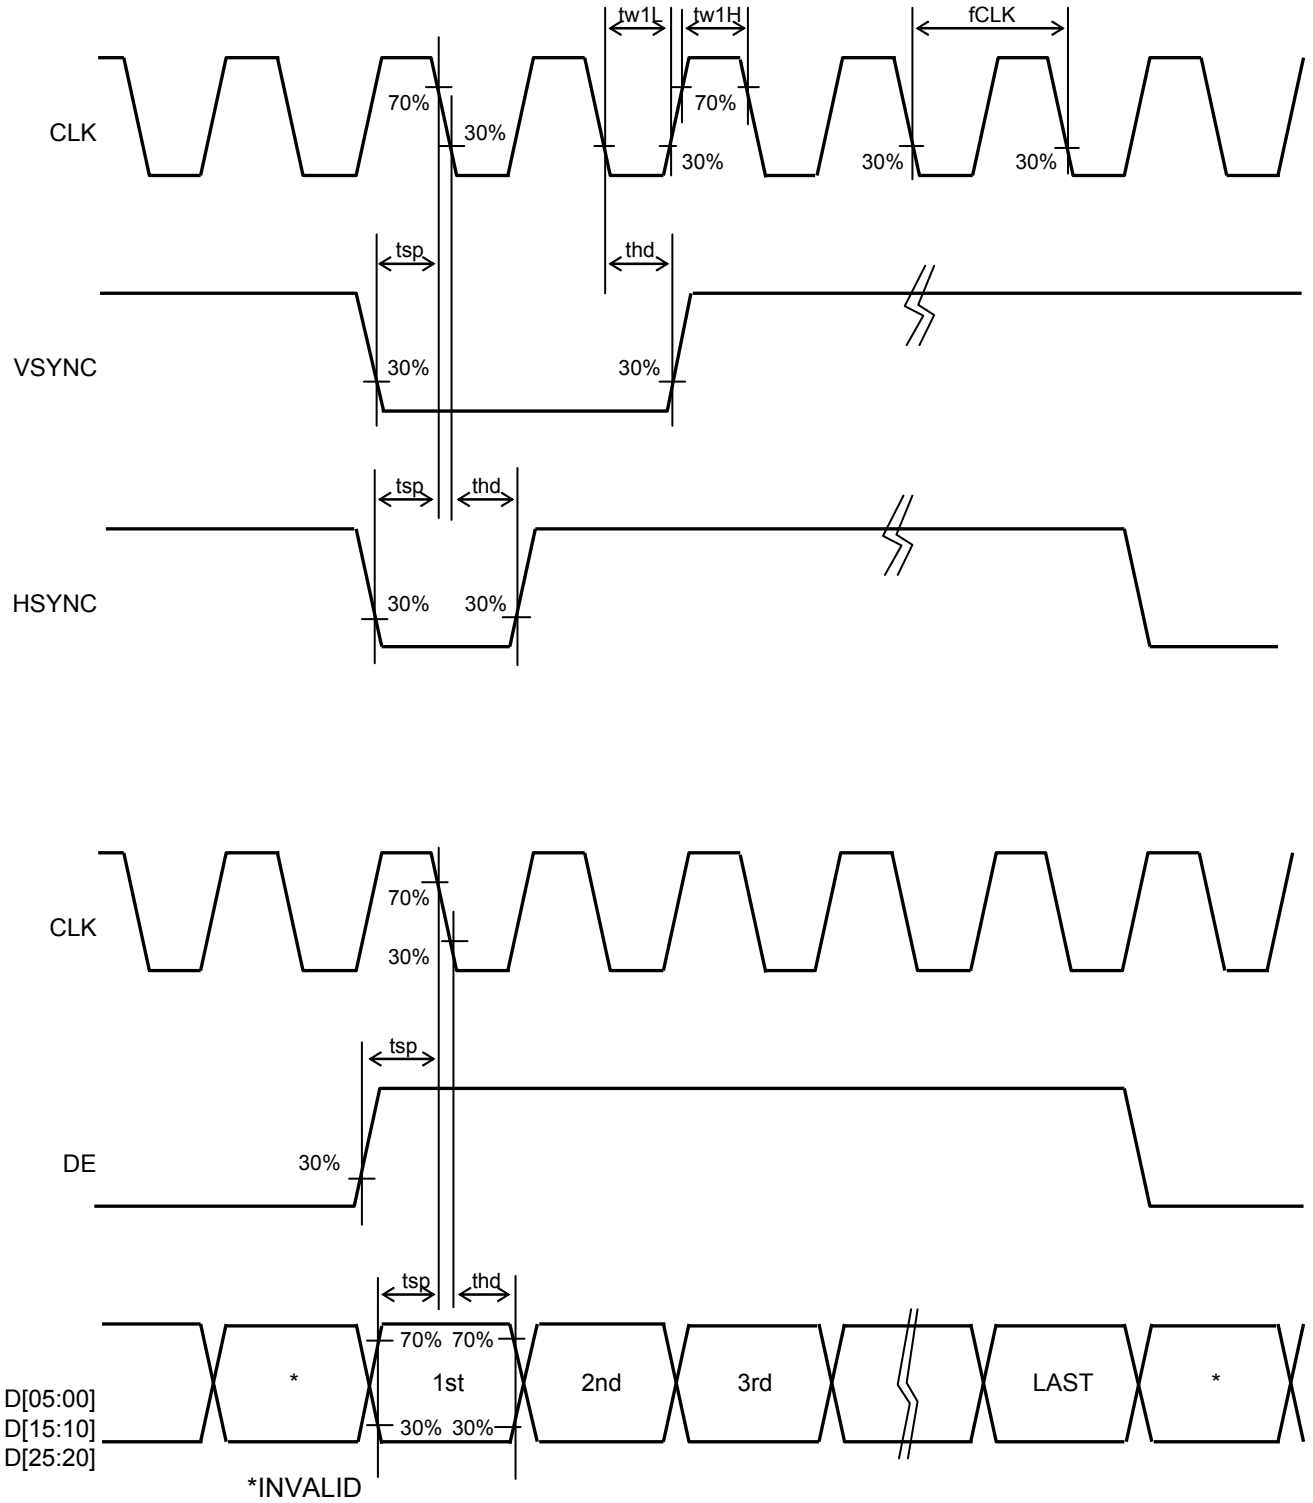 tw1L tw1H fCLK
70% 30% 70%
CLK
30% 30% 30%
tsp thd
VSYNC 30% 30%
tsp thd
HSYNC 30% 30%
70%
CLK
30%
tsp
DE 30%
tsp thd
70% 70%
* 1st 2nd 3rd LAST *
D[05:00]
D[15:10] 30% 30%
D[25:20]
*INVALID